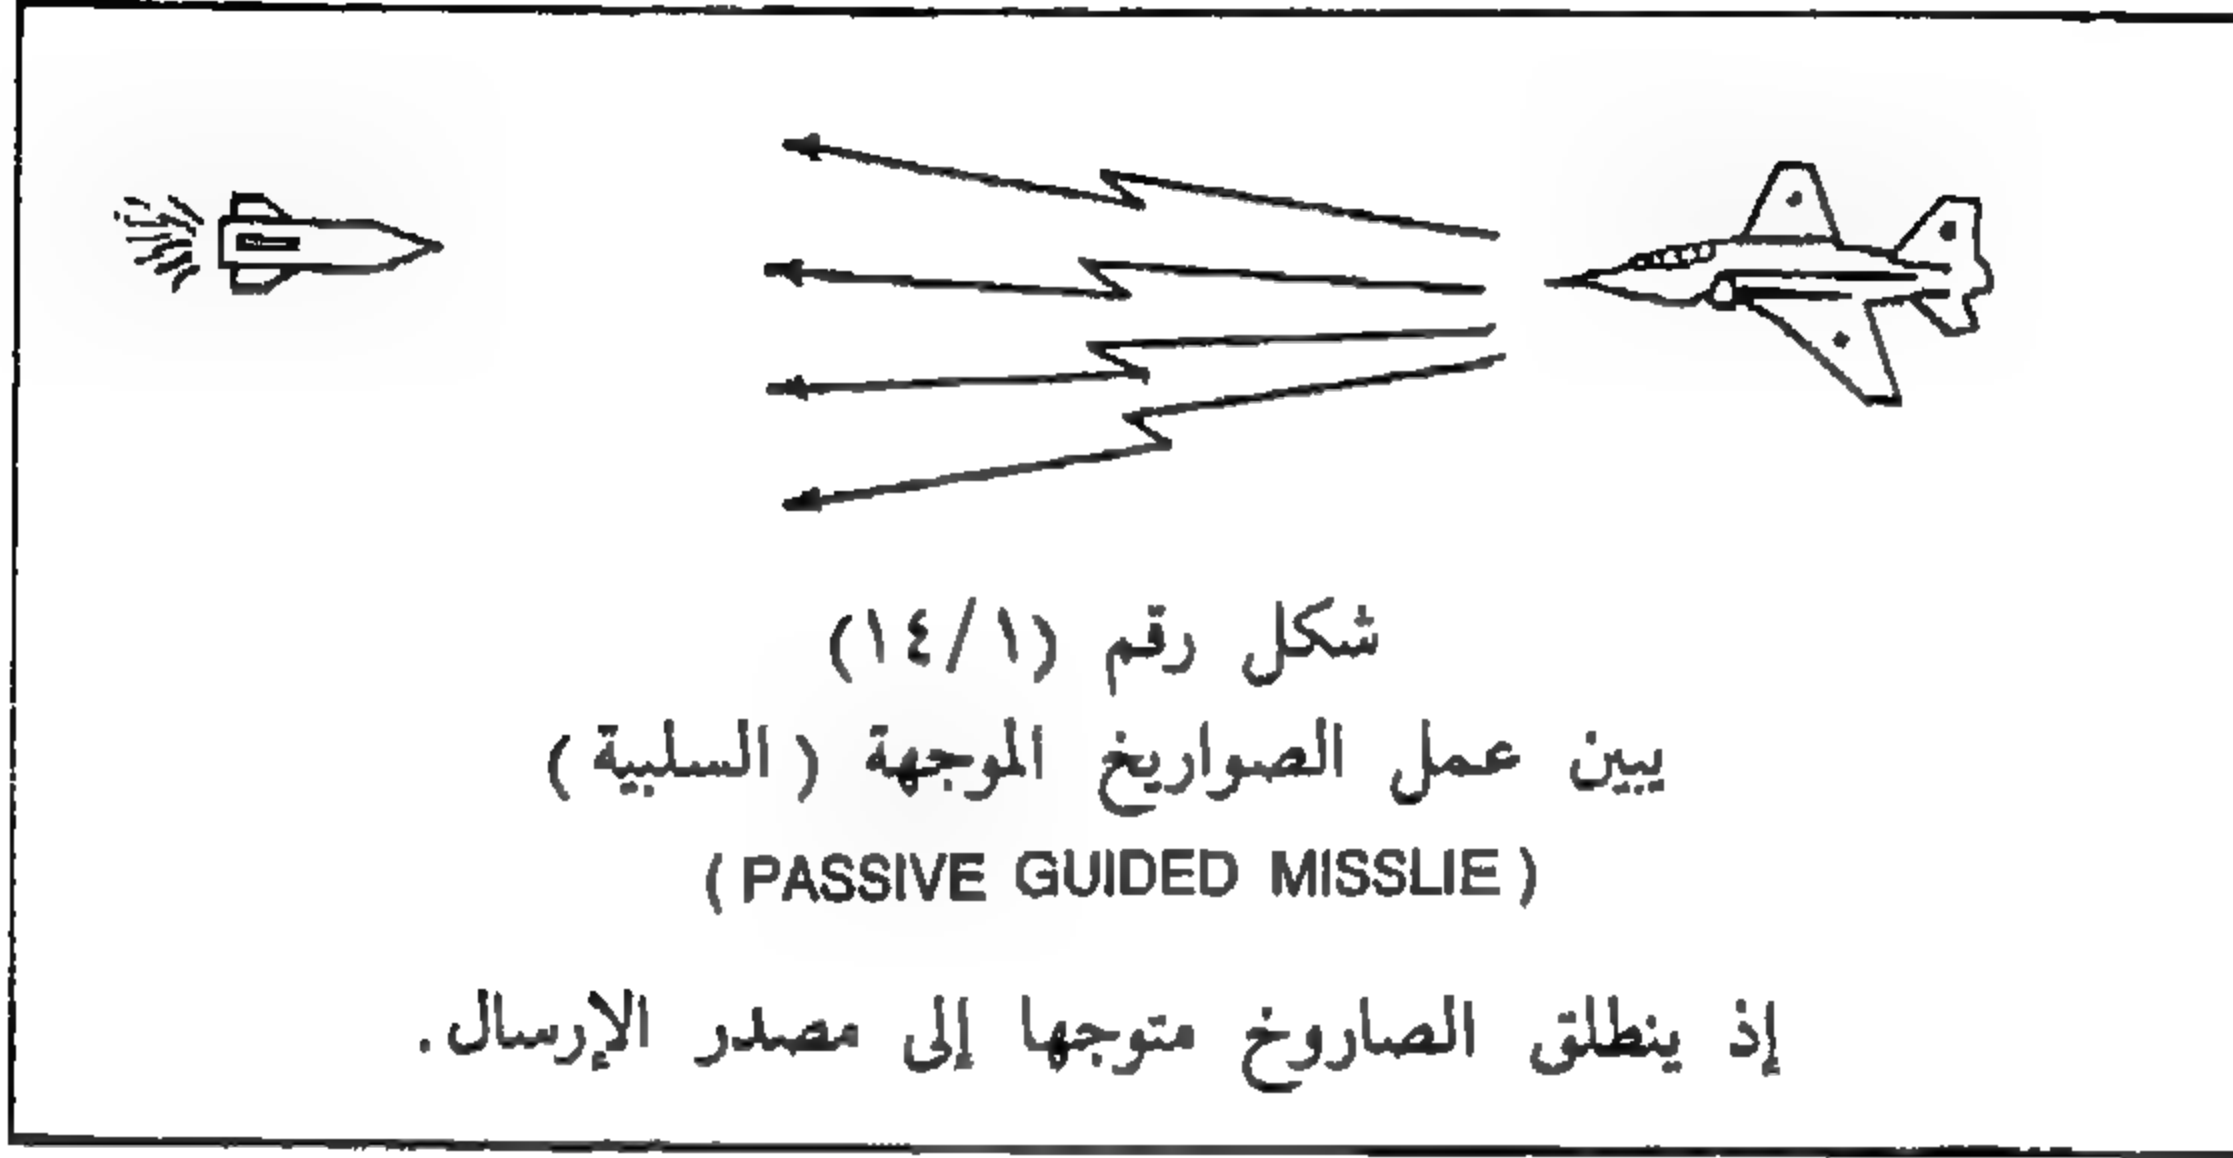 شكل رقم (١٤/١)
يبين عمل الصواريخ الموجهة (السلبية)
(PASSIVE GUIDED MISSLIE)
إذ ينطلق الصاروخ متوجها إلى مصدر الإرسال.